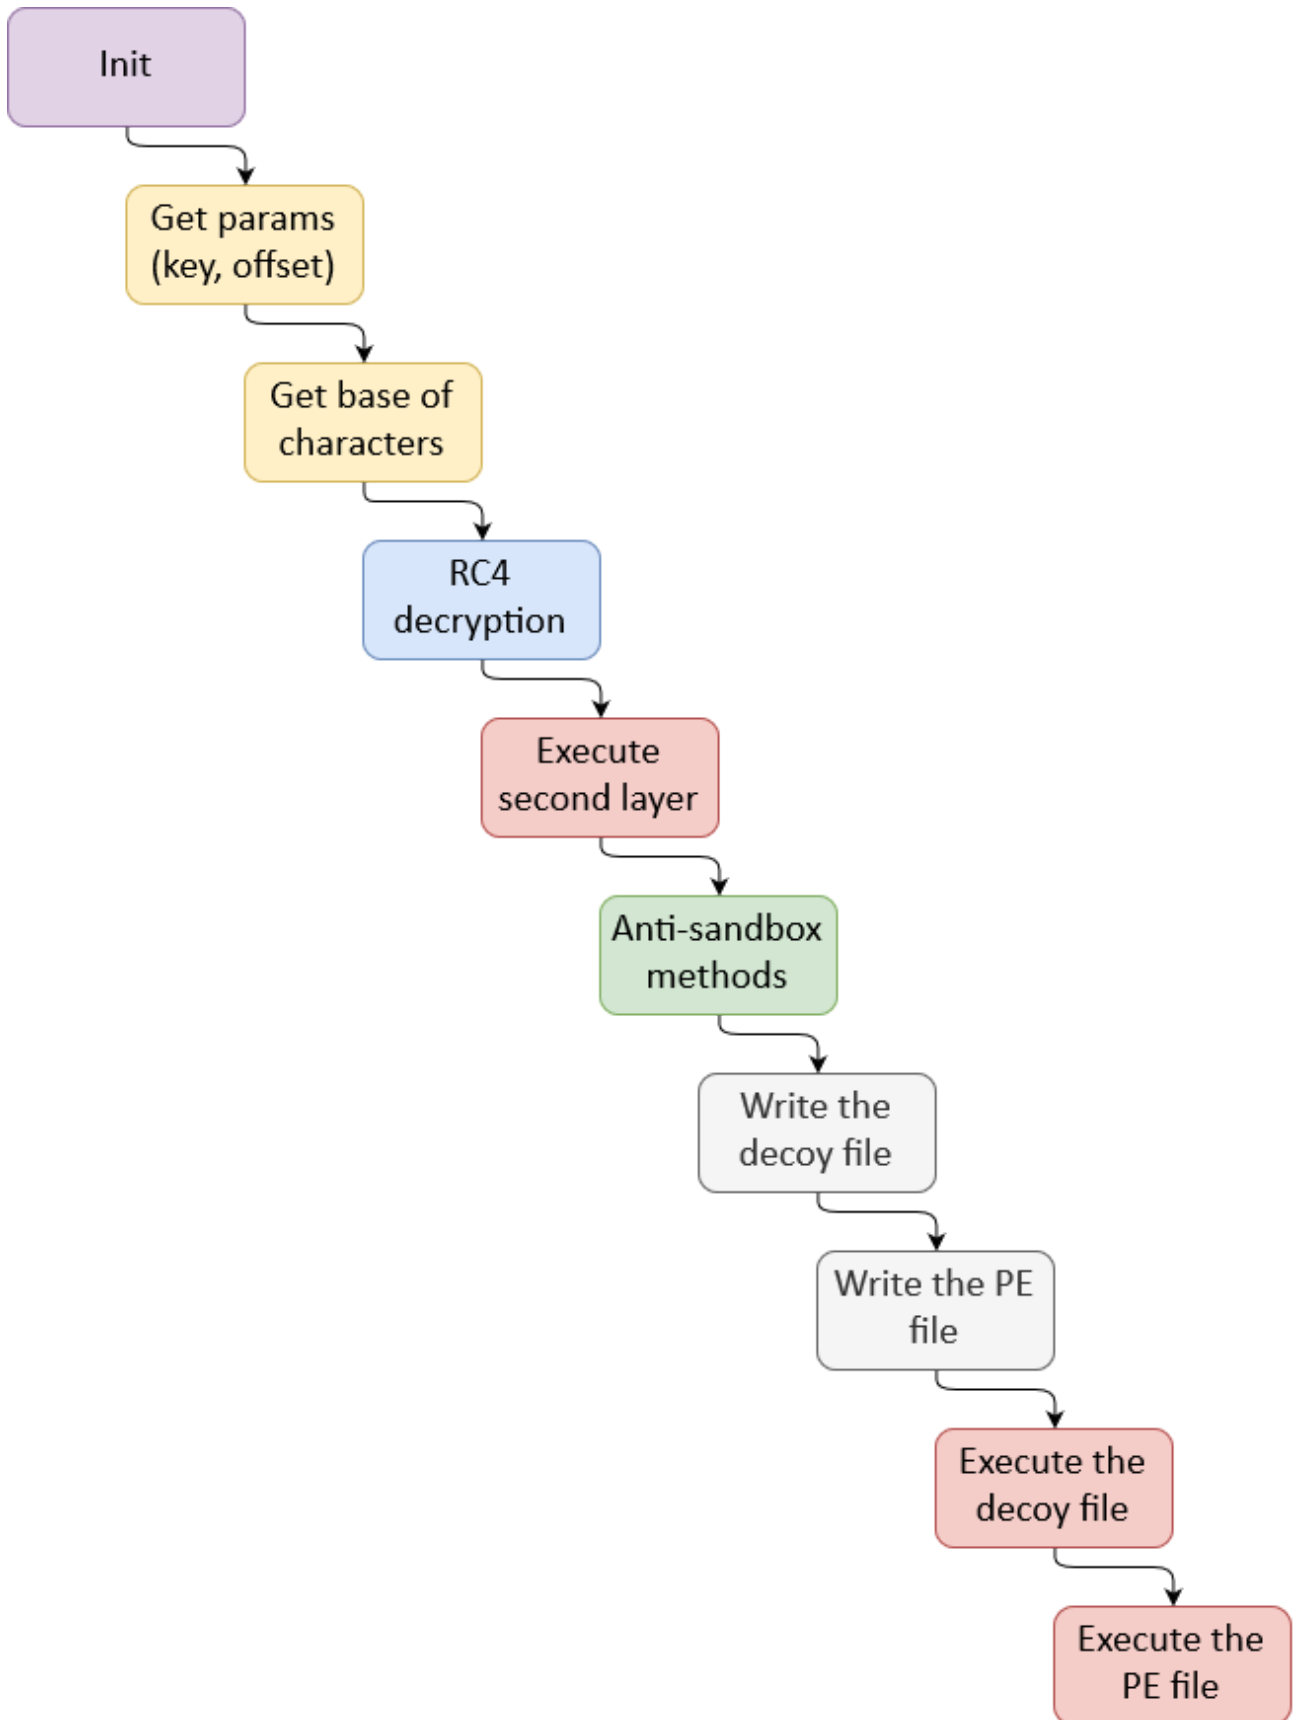 Init
Get params
(key, offset)
Get base of
characters
RC4
decryption
Execute
second layer
Anti-sandbox
methods
Write the
decoy file
Write the PE
file
Execute the
decoy file
Execute the
PE file